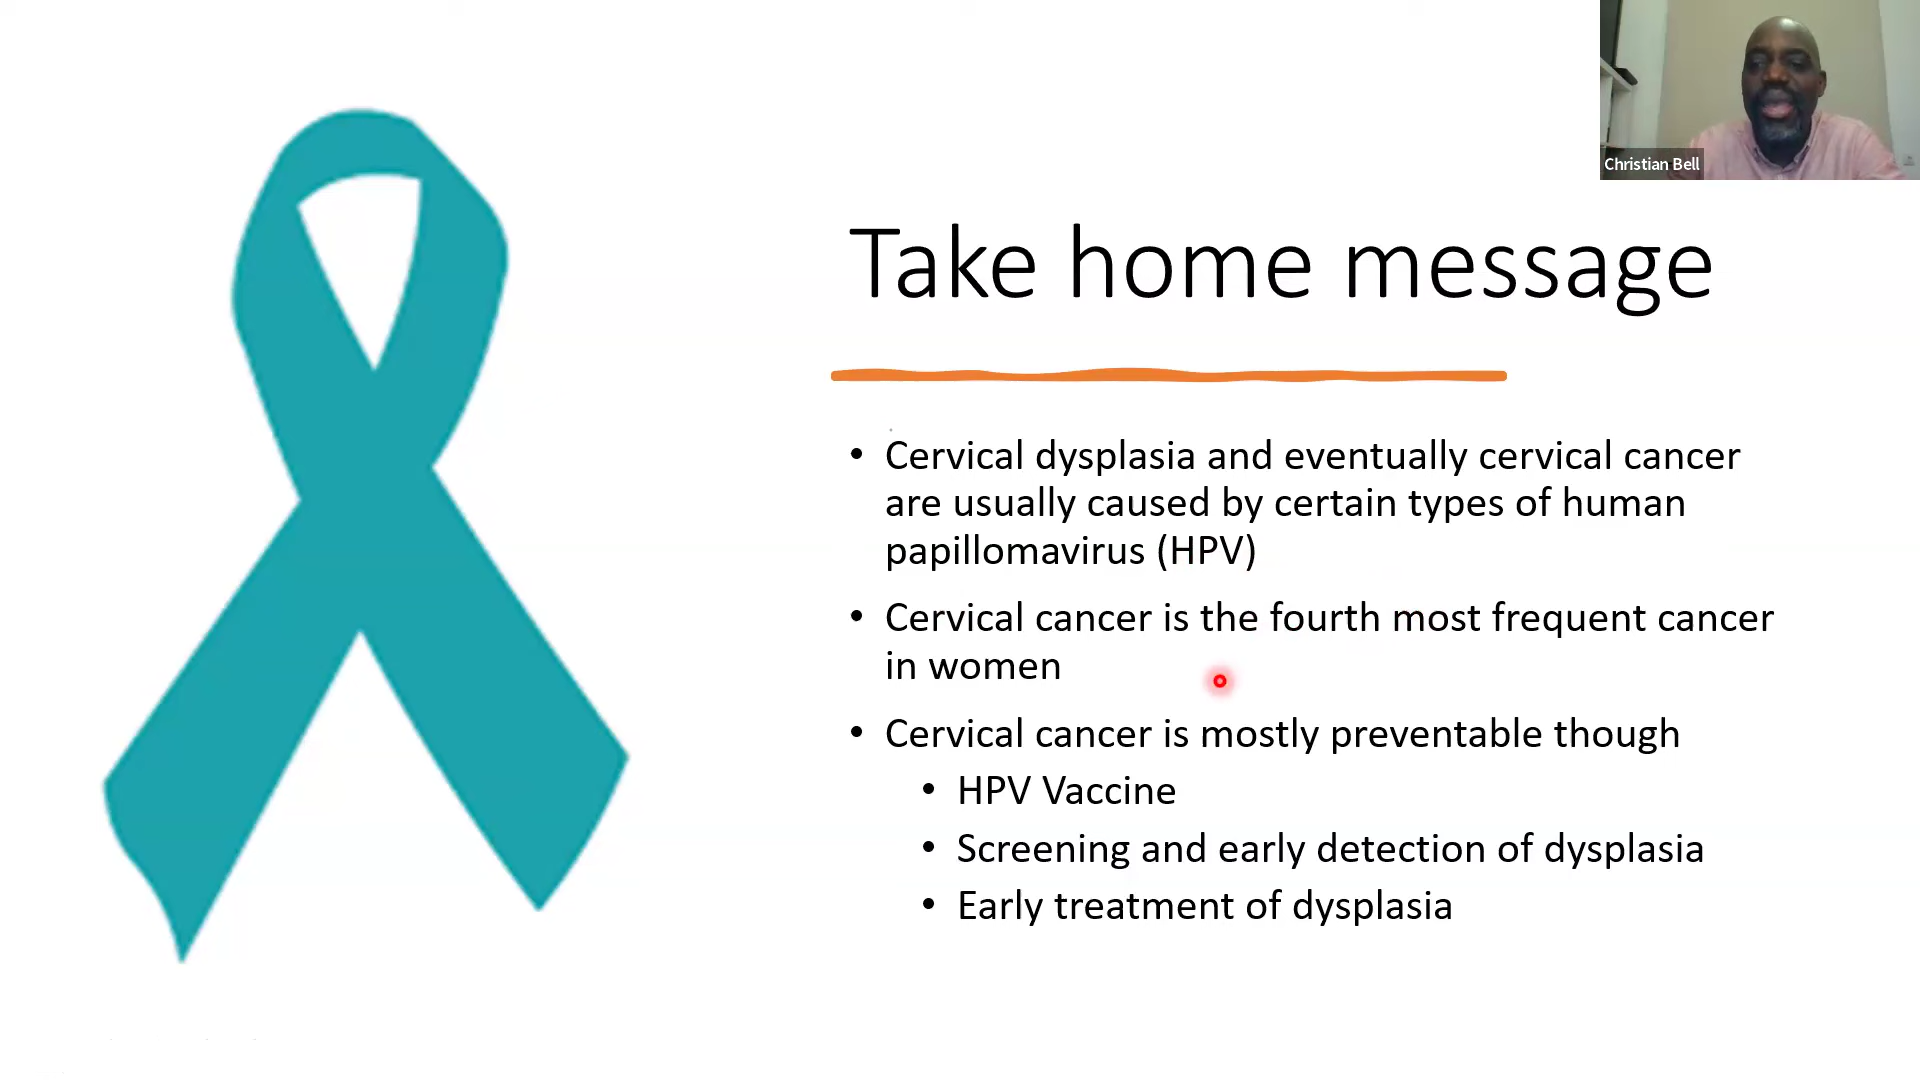 Christian Bell
Take home message
• Cervical dysplasia and eventually cervical cancer
are usually caused by certain types of human
papillomavirus (HPV)
• Cervical cancer is the fourth most frequent cancer
in women
• Cervical cancer is mostly preventable though
• HPV Vaccine
• Screening and early detection of dysplasia
• Early treatment of dysplasia